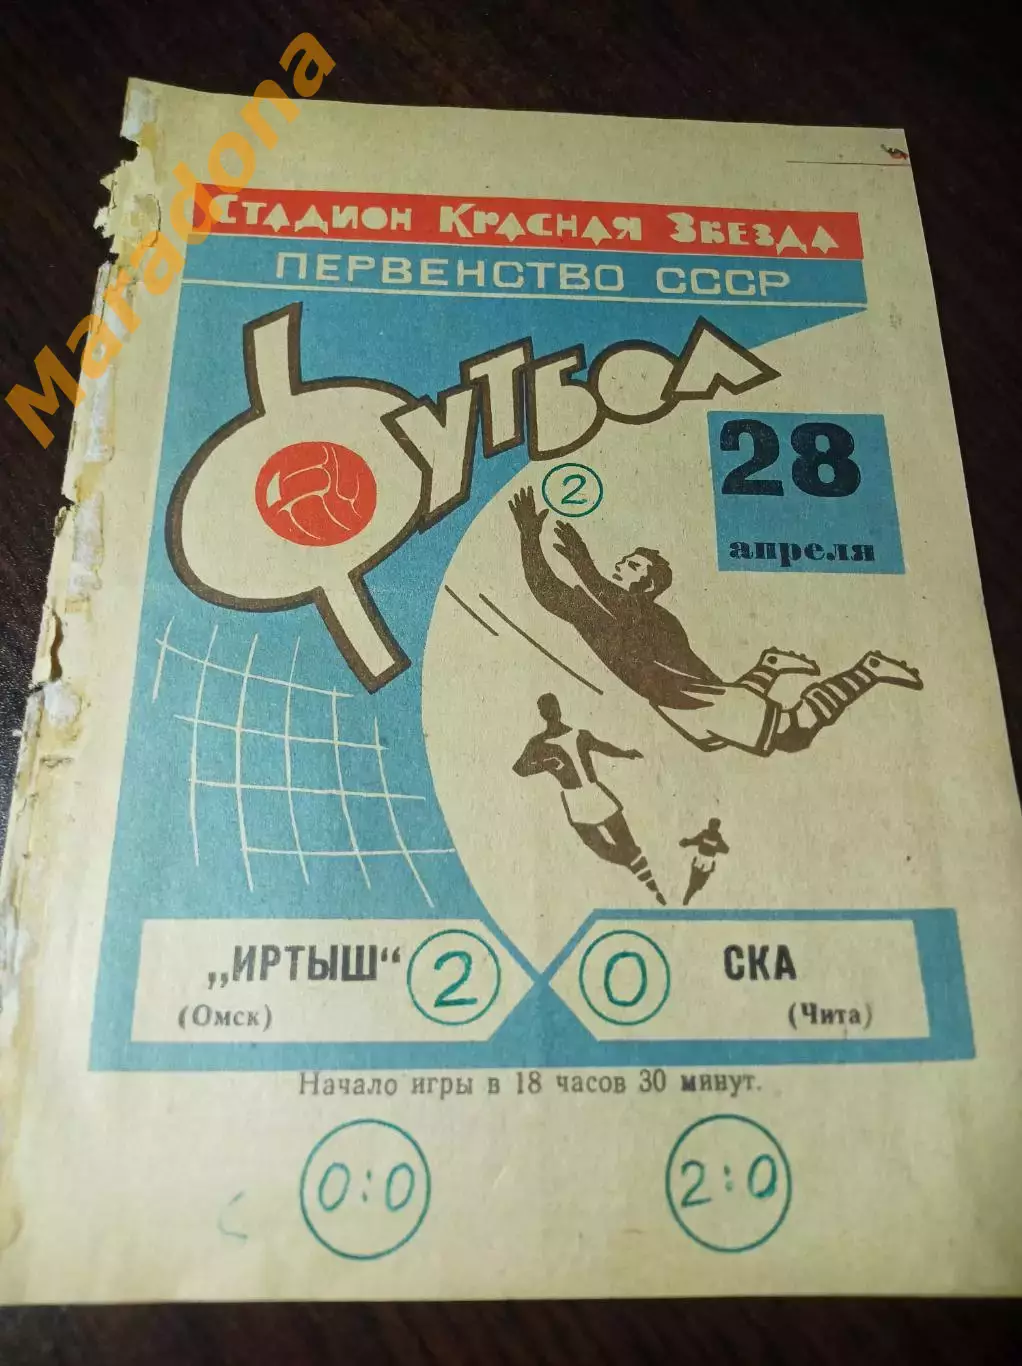 Maradona
СТАДИОН КРАСНАЯ ЗВЕЗДА
ПЕРВЕНСТВО СССР
ФУТБОЛ
28
апреля
2
„ИРТЫШ“ 2 0 СКА
(Омск) (Чита)
Начало игры в 18 часов 30 минут.
0:0 2:0